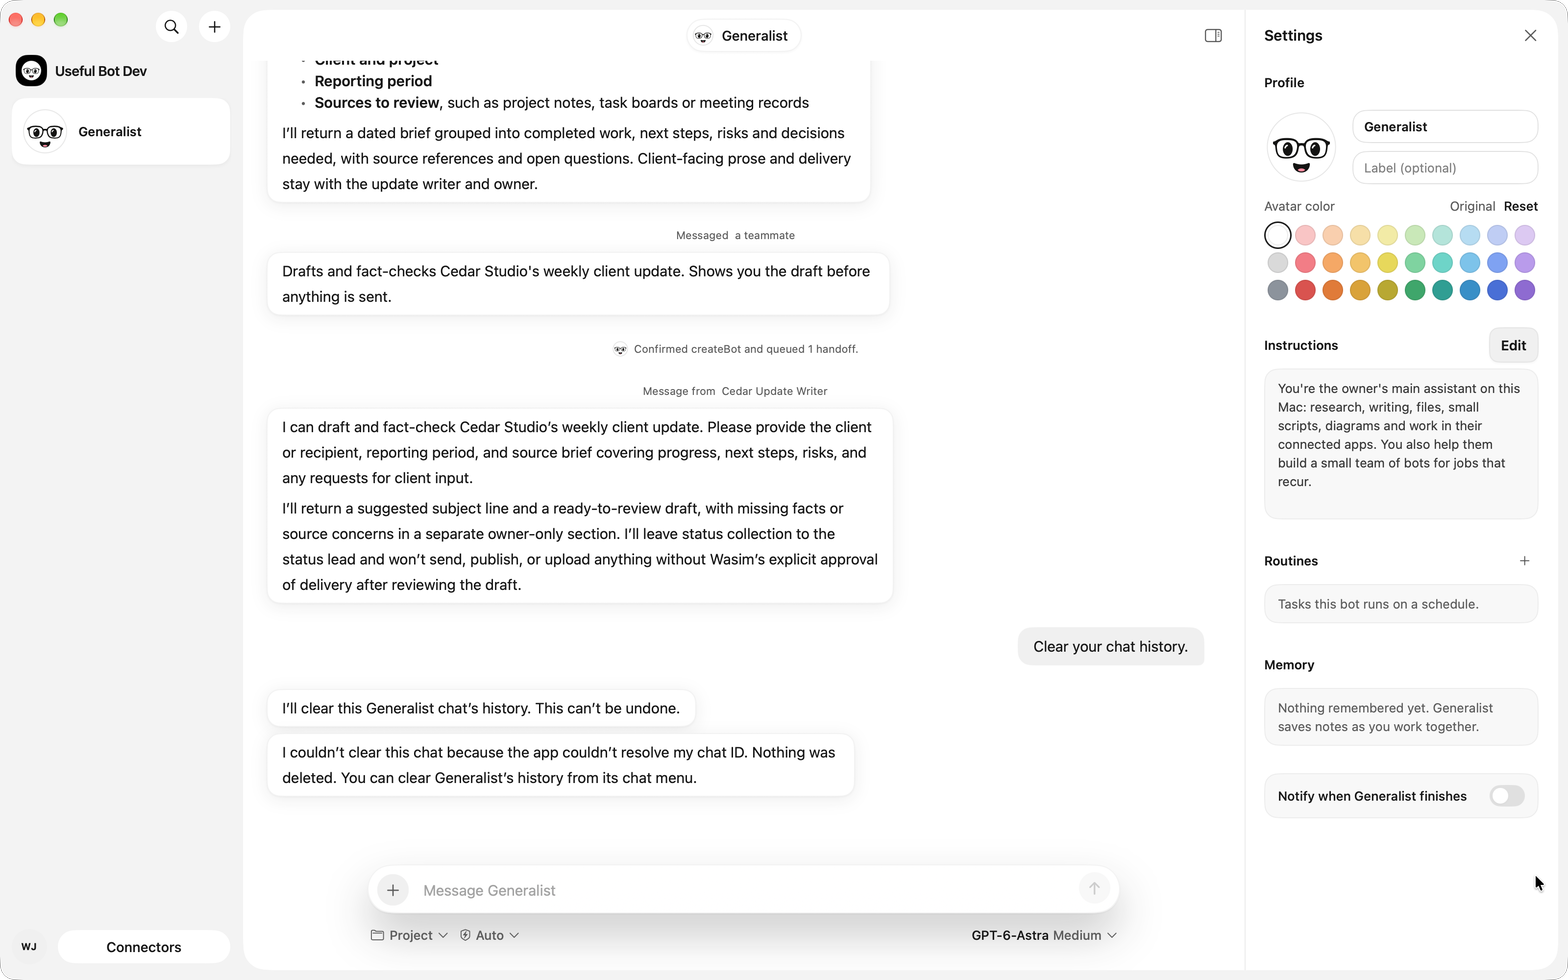 Useful Bot Dev
Generalist
WJ
Connectors
Generalist
Client and project
• Reporting period
• Sources to review, such as project notes, task boards or meeting records
I’ll return a dated brief grouped into completed work, next steps, risks and decisions
needed, with source references and open questions. Client-facing prose and delivery
stay with the update writer and owner.
Messaged a teammate
Drafts and fact-checks Cedar Studio's weekly client update. Shows you the draft before
anything is sent.
Confirmed createBot and queued 1 handoff.
Message from Cedar Update Writer
I can draft and fact-check Cedar Studio’s weekly client update. Please provide the client
or recipient, reporting period, and source brief covering progress, next steps, risks, and
any requests for client input.
I’ll return a suggested subject line and a ready-to-review draft, with missing facts or
source concerns in a separate owner-only section. I’ll leave status collection to the
status lead and won’t send, publish, or upload anything without Wasim’s explicit approval
of delivery after reviewing the draft.
Clear your chat history.
I’ll clear this Generalist chat’s history. This can’t be undone.
I couldn’t clear this chat because the app couldn’t resolve my chat ID. Nothing was
deleted. You can clear Generalist’s history from its chat menu.
Message Generalist
Project
Auto
GPT-6-Astra Medium
Settings
Profile
Generalist
Label (optional)
Avatar color
Original Reset
Instructions
Edit
You're the owner's main assistant on this
Mac: research, writing, files, small
scripts, diagrams and work in their
connected apps. You also help them
build a small team of bots for jobs that
recur.
Routines
Tasks this bot runs on a schedule.
Memory
Nothing remembered yet. Generalist
saves notes as you work together.
Notify when Generalist finishes